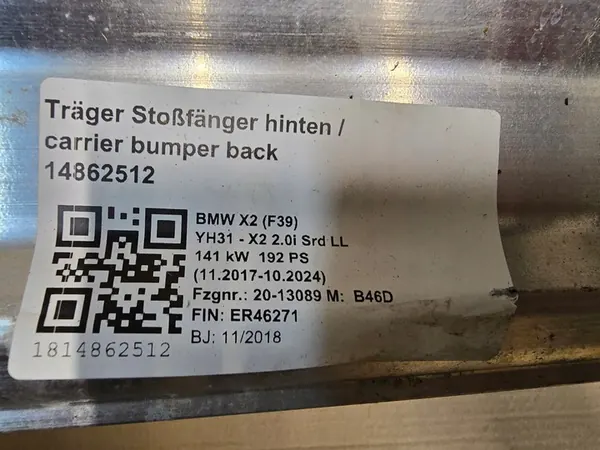 Träger Stoßfänger hinten /
carrier bumper back
14862512
BMW X2 (F39)
YH31 - X2 2.0i Srd LL
141 kW 192 PS
(11.2017-10.2024)
Fzgnr.: 20-13089 M: B46D
FIN: ER46271
BJ: 11/2018
1814862512